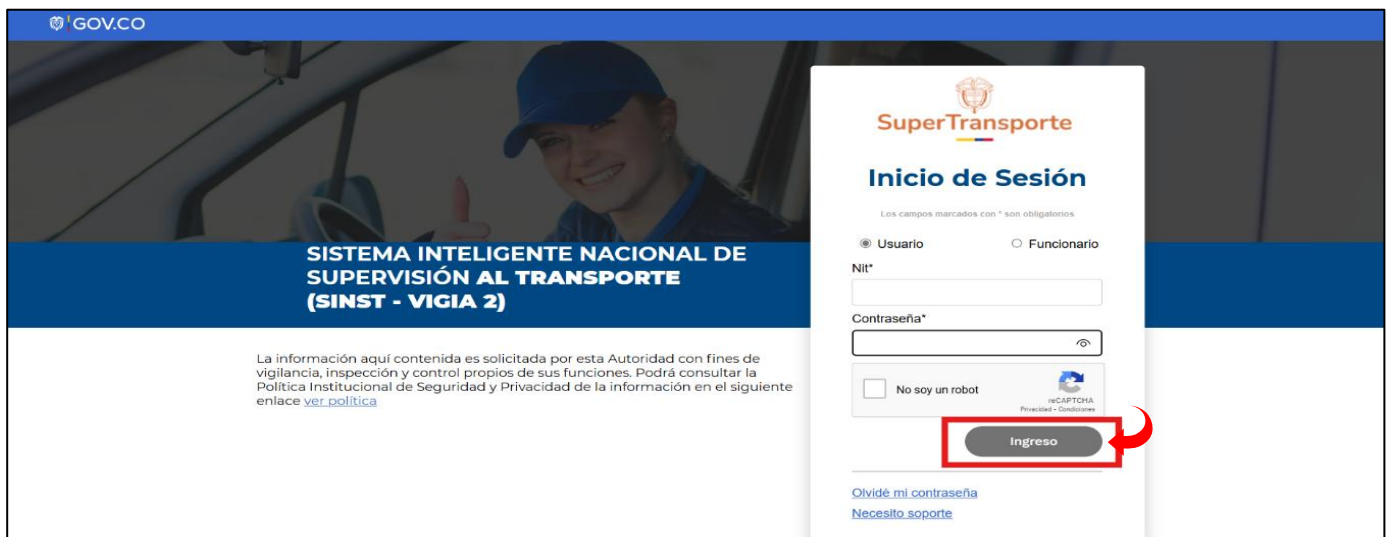 GOV.CO
SuperTransporte
Inicio de Sesión
Los campos marcados con * son obligatorios
Usuario
Funcionario
Nit*
Contraseña*
No soy un robot
reCAPTCHA
Privacidad - Condiciones
Ingreso
Olvidé mi contraseña
Necesito soporte
SISTEMA INTELIGENTE NACIONAL DE
SUPERVISIÓN AL TRANSPORTE
(SINST - VIGIA 2)
La información aquí contenida es solicitada por esta Autoridad con fines de
vigilancia, inspección y control propios de sus funciones. Podrá consultar la
Política Institucional de Seguridad y Privacidad de la información en el siguiente
enlace ver política